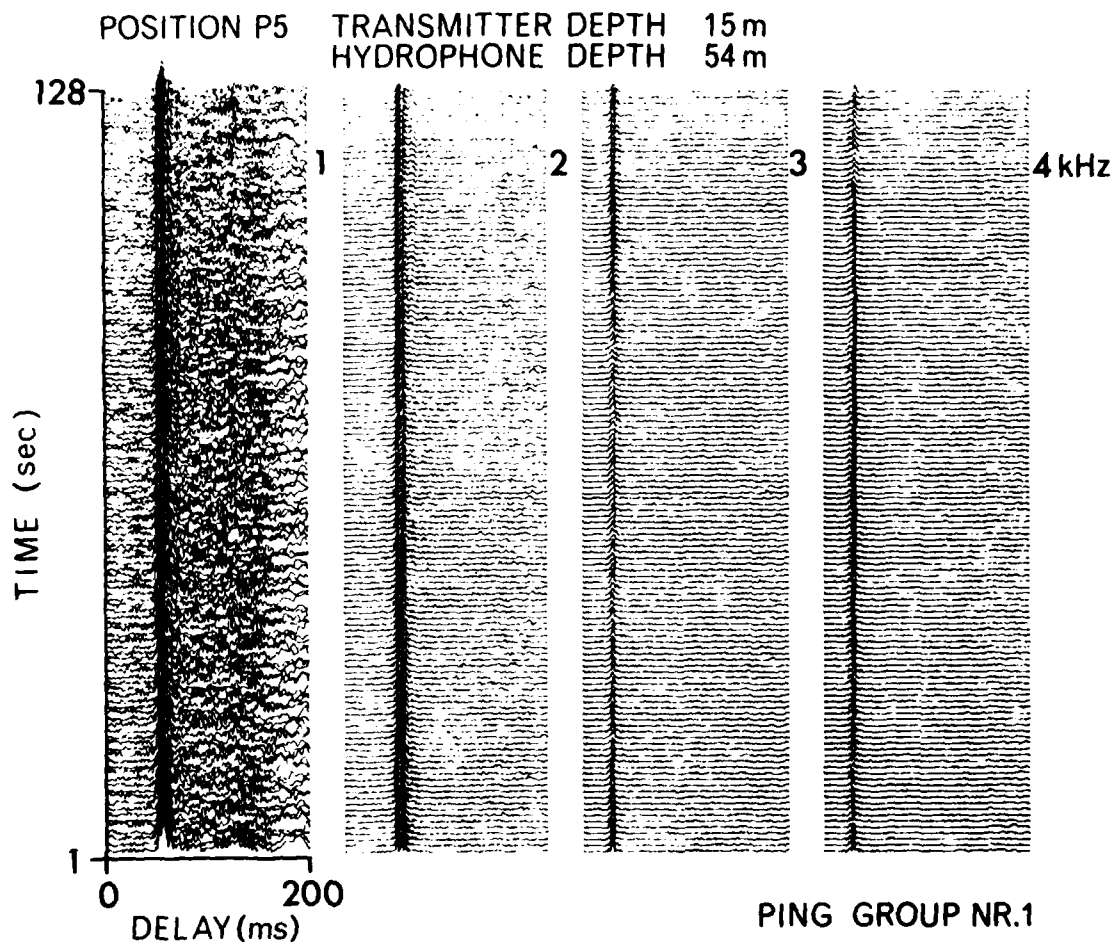 POSITION P5 TRANSMITTER DEPTH 15 m
HYDROPHONE DEPTH 54 m
128
1 2 3 4 kHz
TIME (sec)
1
0 200
DELAY (ms)
PING GROUP NR.1